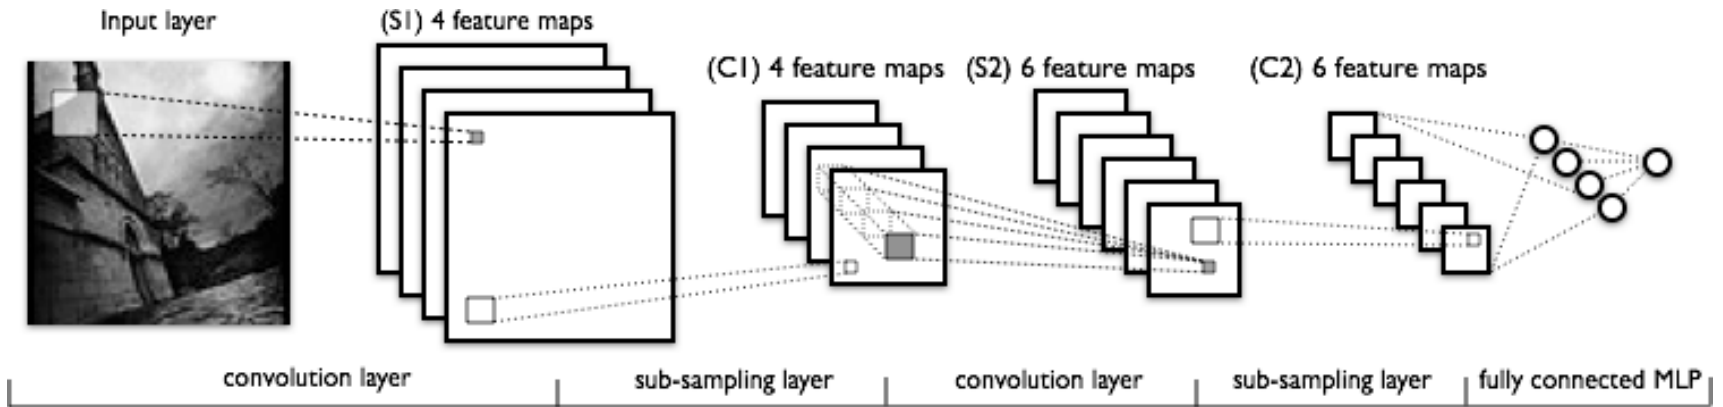 Input layer
(S1) 4 feature maps
(C1) 4 feature maps
(S2) 6 feature maps
(C2) 6 feature maps
convolution layer
sub-sampling layer
convolution layer
sub-sampling layer
fully connected MLP